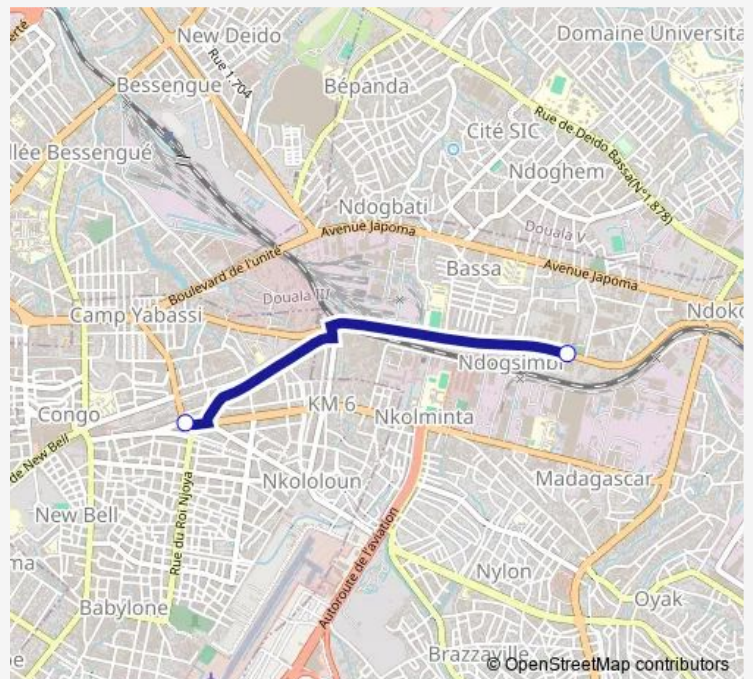 New Deido
Domaine Universita
erté
Rue 1.704
Bessengue
Bépanda
Rue de Deido Bassa(N°1.878)
Cité SIC
llée Bessengué
Ndoghem
Ndogbati
Douala V
Avenue Japoma
Boulevard de l'unité
Bassa
Avenue Japoma
Douala III
Camp Yabassi
Ndoko
Ndogsimbi
Congo
KM 6
Nkolminta
de New Bell
Nkololoun
Madagascar
Rue du Roi Njoya
New Bell
Autoroute de l'aviation
ma
Nylon
Babylone
Oyak
Brazzaville
© OpenStreetMap contributors